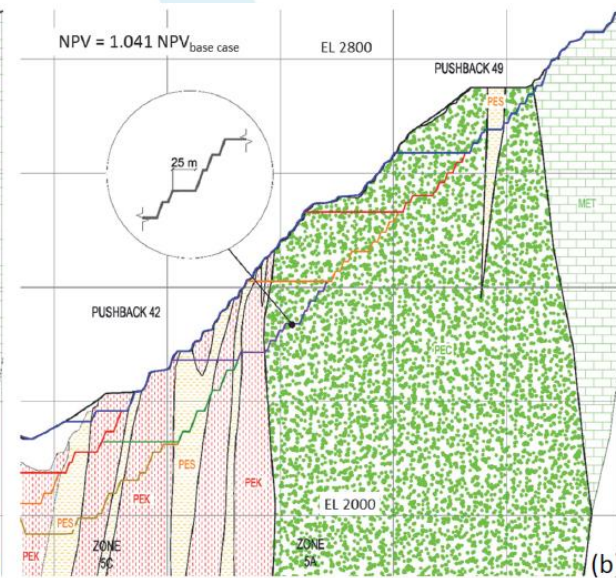 NPV = 1.041 NPV base case
EL 2800
PUSHBACK 49
PES
25 m
MET
PUSHBACK 42
PEC
PES
PEK
EL 2000
PES
PEK
PEK
ZONE
5C
ZONE
5A
(b)